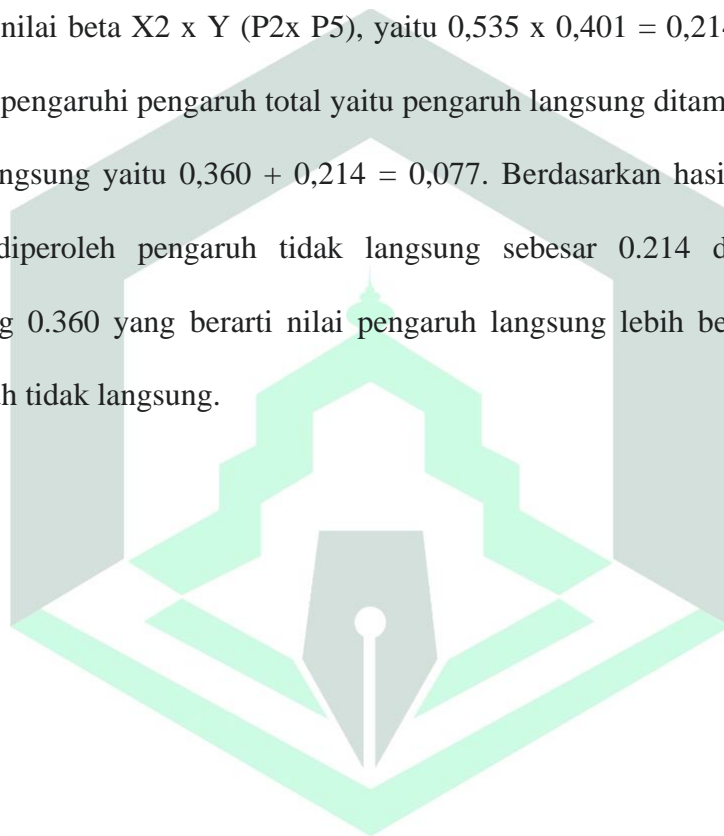 nilai beta X2 x Y (P2x P5), yaitu 0,535 x 0,401 = 0,214
pengaruhi pengaruh total yaitu pengaruh langsung ditam
ngsung yaitu 0,360 + 0,214 = 0,077. Berdasarkan hasi
diperoleh pengaruh tidak langsung sebesar 0.214 d
g 0.360 yang berarti nilai pengaruh langsung lebih be
h tidak langsung.